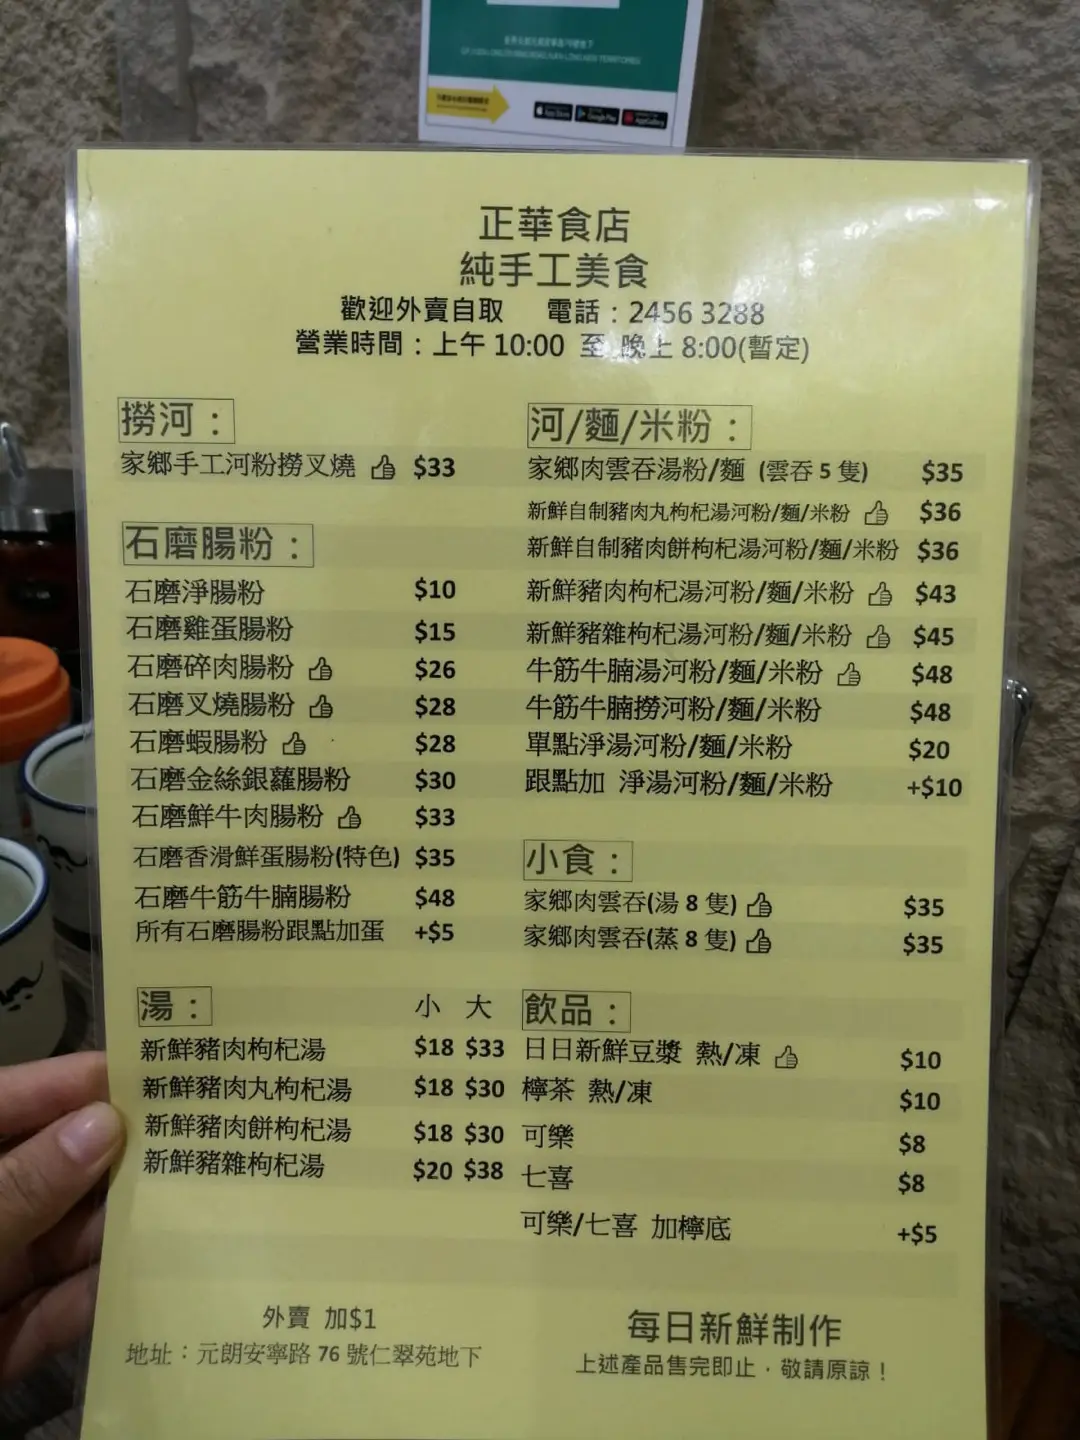 App Store
Google Play
AppGallery
正華食店
純手工美食
歡迎外賣自取 電話：2456 3288
營業時間：上午 10:00 至 晚上 8:00(暫定)
撈河：
家鄉手工河粉撈叉燒 $33
石磨腸粉：
石磨淨腸粉 $10
石磨雞蛋腸粉 $15
石磨碎肉腸粉 $26
石磨叉燒腸粉 $28
石磨蝦腸粉 $28
石磨金絲銀蘿腸粉 $30
石磨鮮牛肉腸粉 $33
石磨香滑鮮蛋腸粉(特色) $35
石磨牛筋牛腩腸粉 $48
所有石磨腸粉跟點加蛋 +$5
湯： 小 大
新鮮豬肉枸杞湯 $18 $33
新鮮豬肉丸枸杞湯 $18 $30
新鮮豬肉餅枸杞湯 $18 $30
新鮮豬雜枸杞湯 $20 $38
河/麵/米粉：
家鄉肉雲吞湯粉/麵 (雲吞 5 隻) $35
新鮮自制豬肉丸枸杞湯河粉/麵/米粉 $36
新鮮自制豬肉餅枸杞湯河粉/麵/米粉 $36
新鮮豬肉枸杞湯河粉/麵/米粉 $43
新鮮豬雜枸杞湯河粉/麵/米粉 $45
牛筋牛腩湯河粉/麵/米粉 $48
牛筋牛腩撈河粉/麵/米粉 $48
單點淨湯河粉/麵/米粉 $20
跟點加 淨湯河粉/麵/米粉 +$10
小食：
家鄉肉雲吞(湯 8 隻) $35
家鄉肉雲吞(蒸 8 隻) $35
飲品：
日日新鮮豆漿 熱/凍 $10
檸茶 熱/凍 $10
可樂 $8
七喜 $8
可樂/七喜 加檸底 +$5
外賣 加$1
地址：元朗安寧路 76 號仁翠苑地下
每日新鮮制作
上述產品售完即止，敬請原諒！